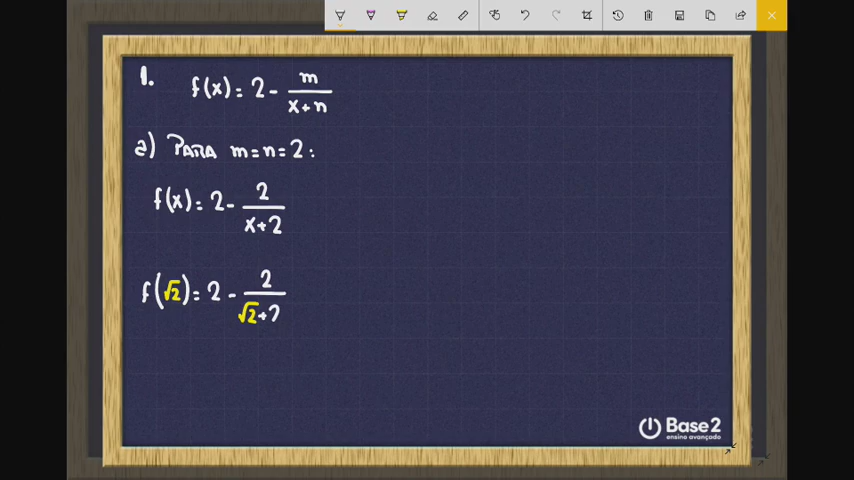 1. f(x) = 2 - m/(x+n)
a) PARA m=n=2:
f(x) = 2 - 2/(x+2)
f(√2) = 2 - 2/(√2+2)
Base2
ensino avançado